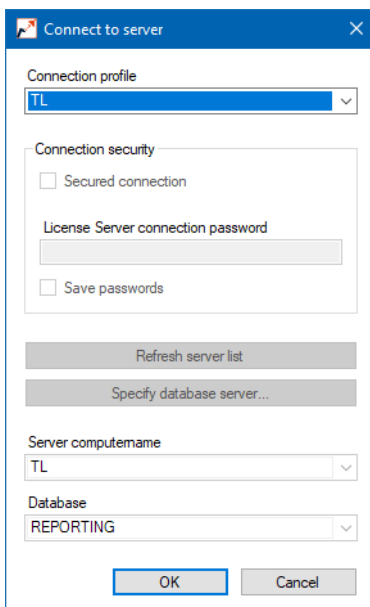 Connect to server
Connection profile
TL
Connection security
Secured connection
License Server connection password
Save passwords
Refresh server list
Specify database server...
Server computername
TL
Database
REPORTING
OK Cancel